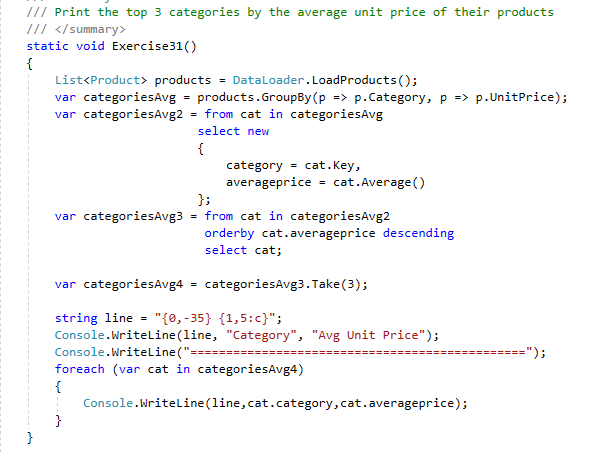 /// Print the top 3 categories by the average unit price of their products
/// </summary>
static void Exercise31()
{
    List<Product> products = DataLoader.LoadProducts();
    var categoriesAvg = products.GroupBy(p => p.Category, p => p.UnitPrice);
    var categoriesAvg2 = from cat in categoriesAvg
                         select new
                         {
                             category = cat.Key,
                             averageprice = cat.Average()
                         };
    var categoriesAvg3 = from cat in categoriesAvg2
                          orderby cat.averageprice descending
                          select cat;

    var categoriesAvg4 = categoriesAvg3.Take(3);

    string line = "{0,-35} {1,5:c}";
    Console.WriteLine(line, "Category", "Avg Unit Price");
    Console.WriteLine("===============================================");
    foreach (var cat in categoriesAvg4)
    {
        Console.WriteLine(line,cat.category,cat.averageprice);
    }
}